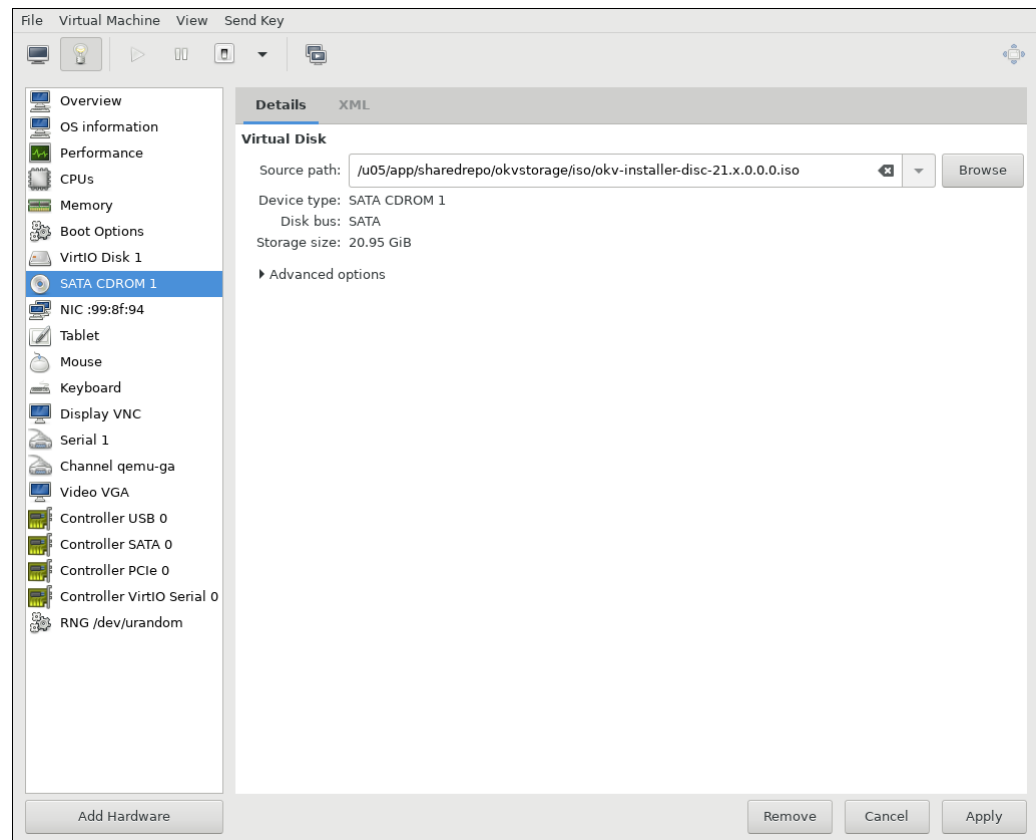 File Virtual Machine View Send Key
Overview
OS information
Performance
CPUs
Memory
Boot Options
VirtIO Disk 1
SATA CDROM 1
NIC :99:8f:94
Tablet
Mouse
Keyboard
Display VNC
Serial 1
Channel qemu-ga
Video VGA
Controller USB 0
Controller SATA 0
Controller PCIe 0
Controller VirtIO Serial 0
RNG /dev/urandom
Add Hardware
Details XML
Virtual Disk
Source path: /u05/app/sharedrepo/okvstorage/iso/okv-installer-disc-21.x.0.0.0.iso Browse
Device type: SATA CDROM 1
Disk bus: SATA
Storage size: 20.95 GiB
Advanced options
Remove Cancel Apply